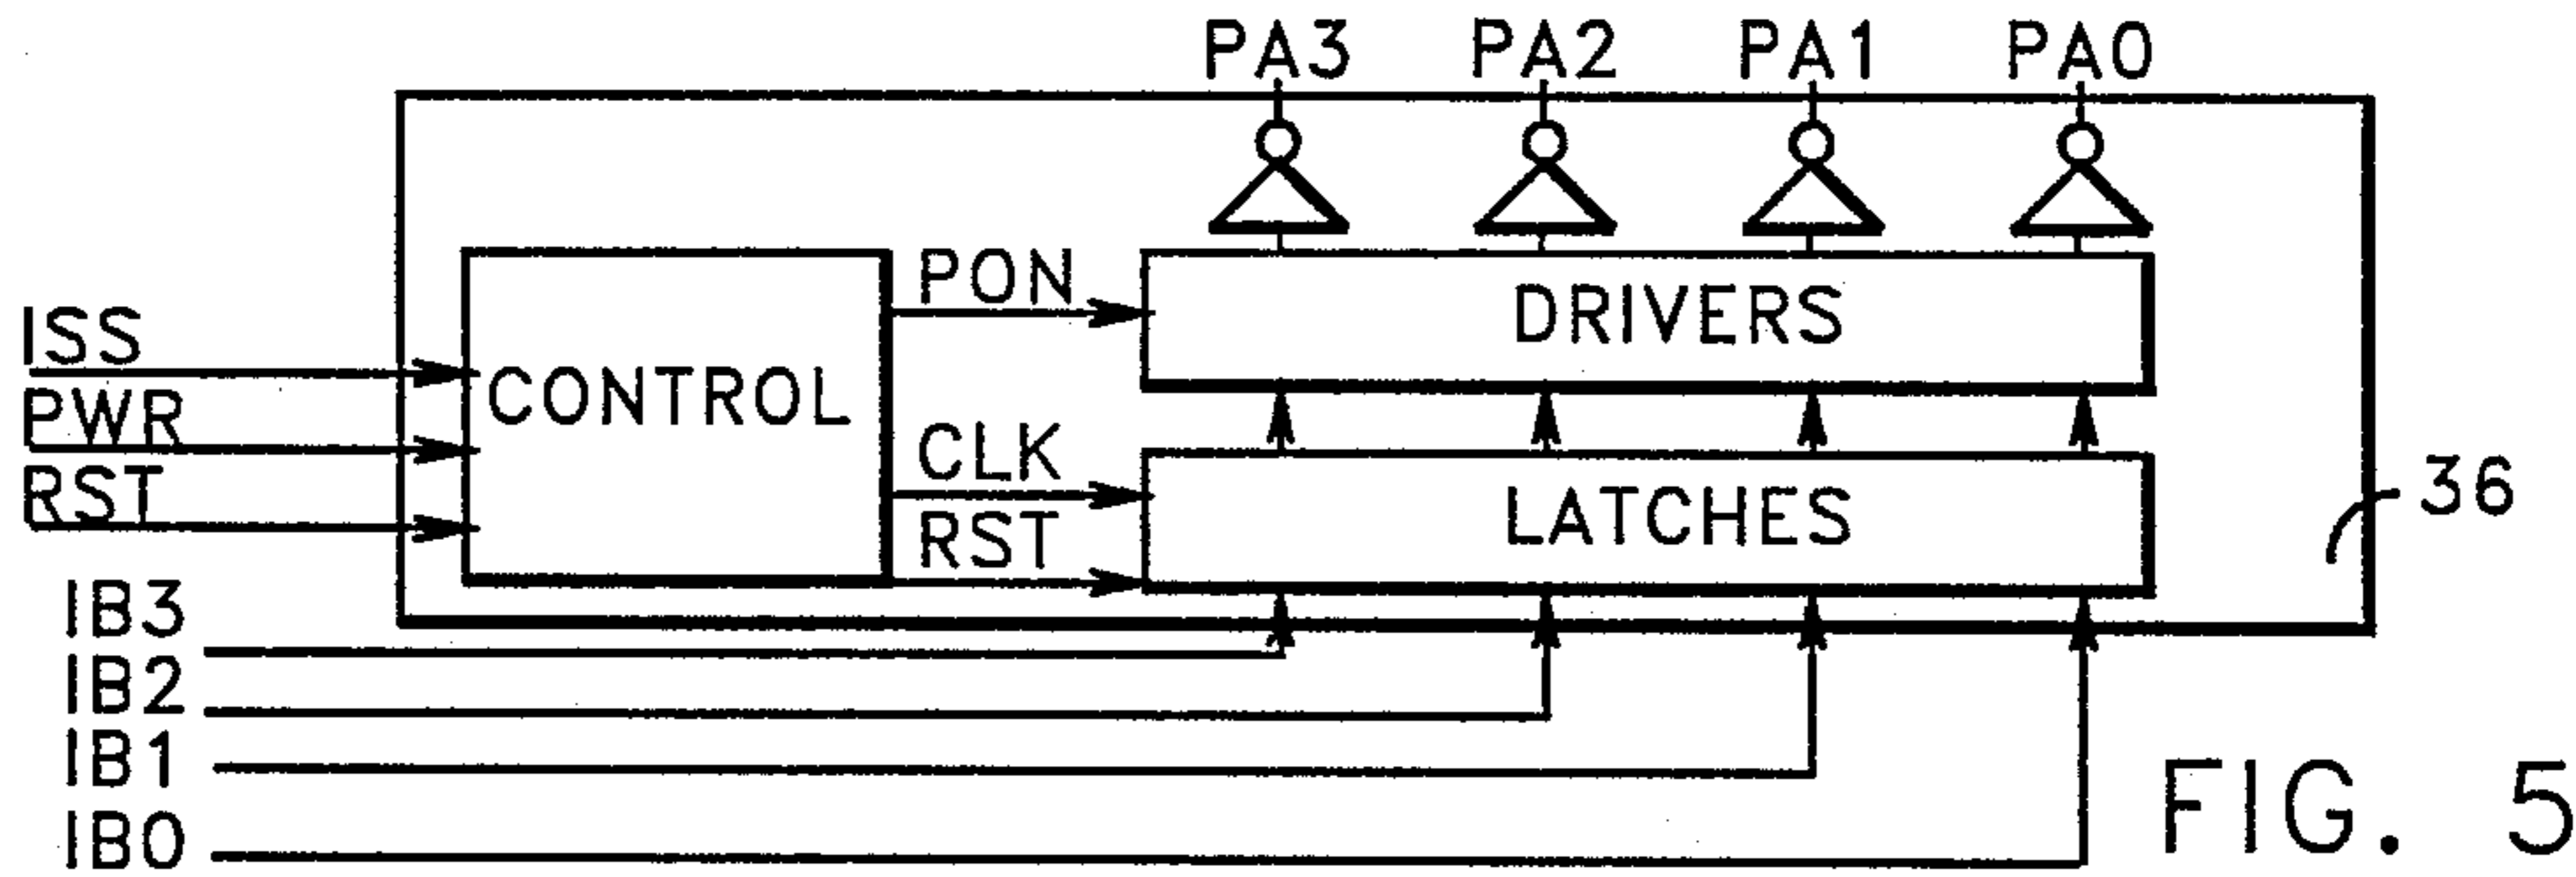 PA3 PA2 PA1 PA0
PON
DRIVERS
ISS
CONTROL
PWR
CLK
RST
RST
LATCHES
36
IB3
IB2
IB1
IB0
FIG. 5